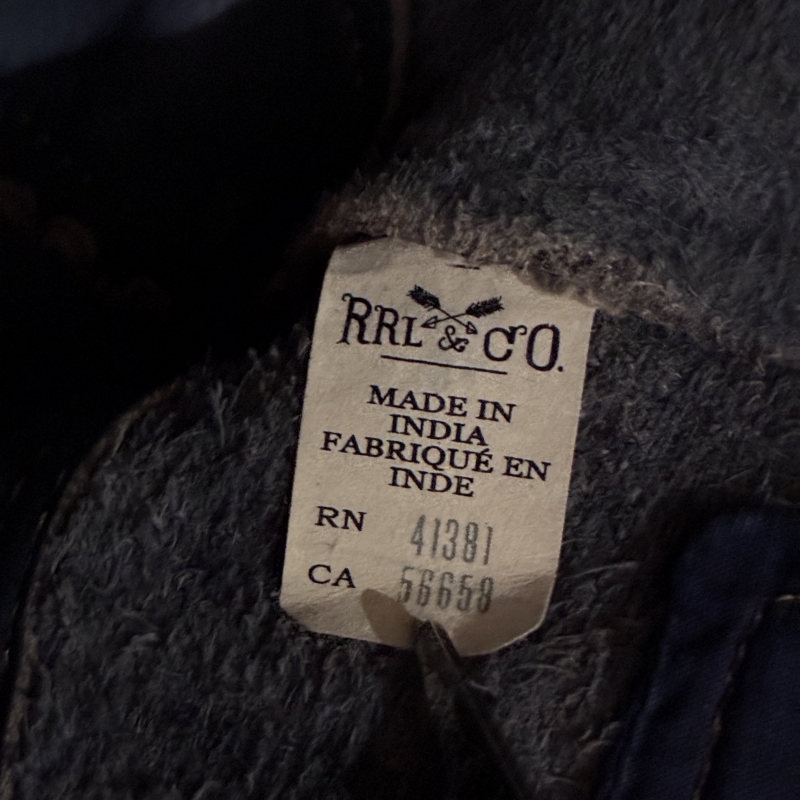 RRL & CO.
MADE IN
INDIA
FABRIQUÉ EN
INDE
RN 41381
CA 56658